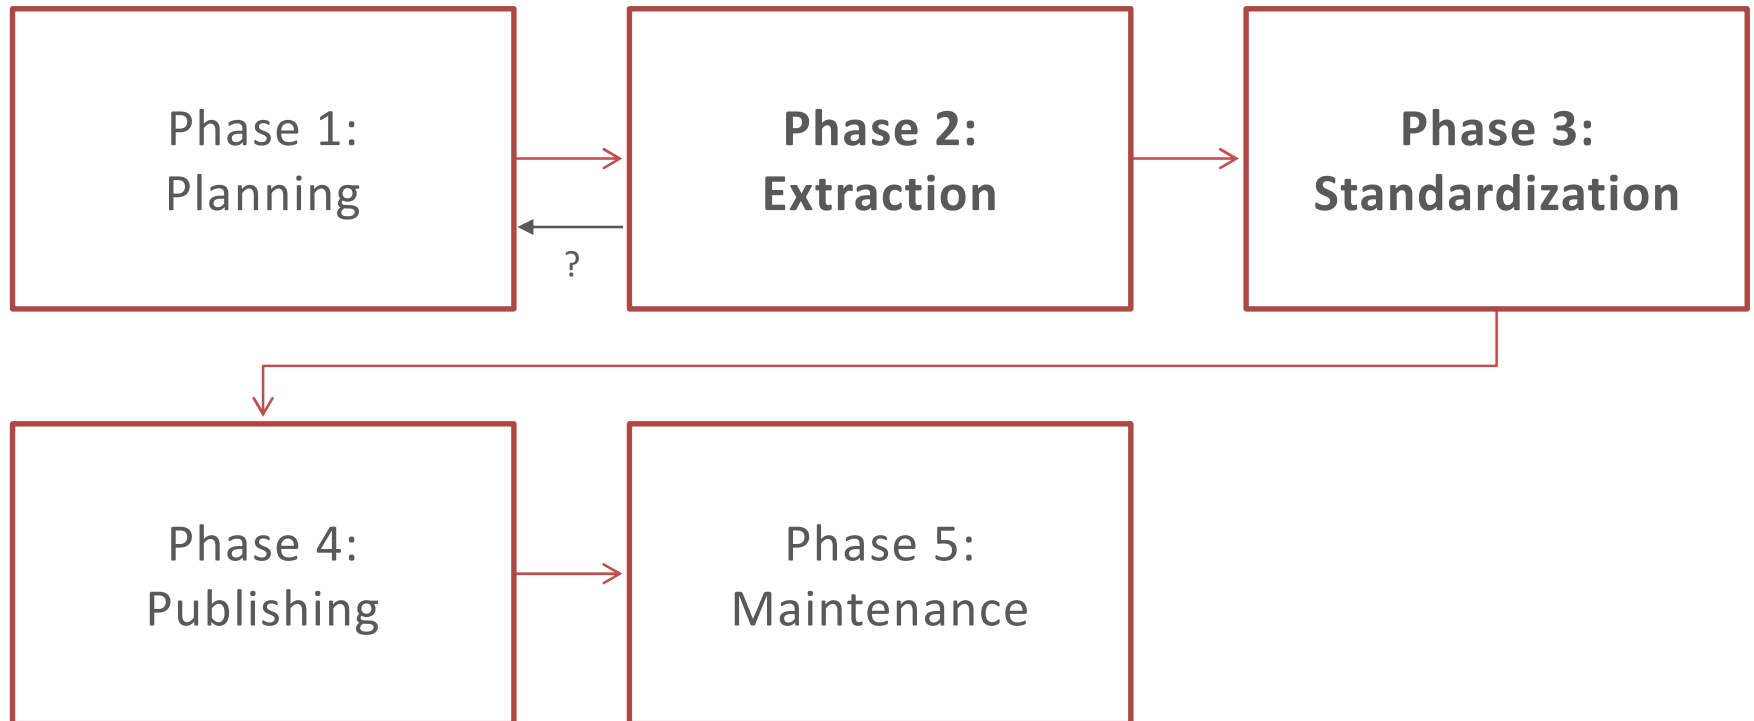 Phase 1:
Planning
Phase 2:
Extraction
Phase 3:
Standardization
?
Phase 4:
Publishing
Phase 5:
Maintenance